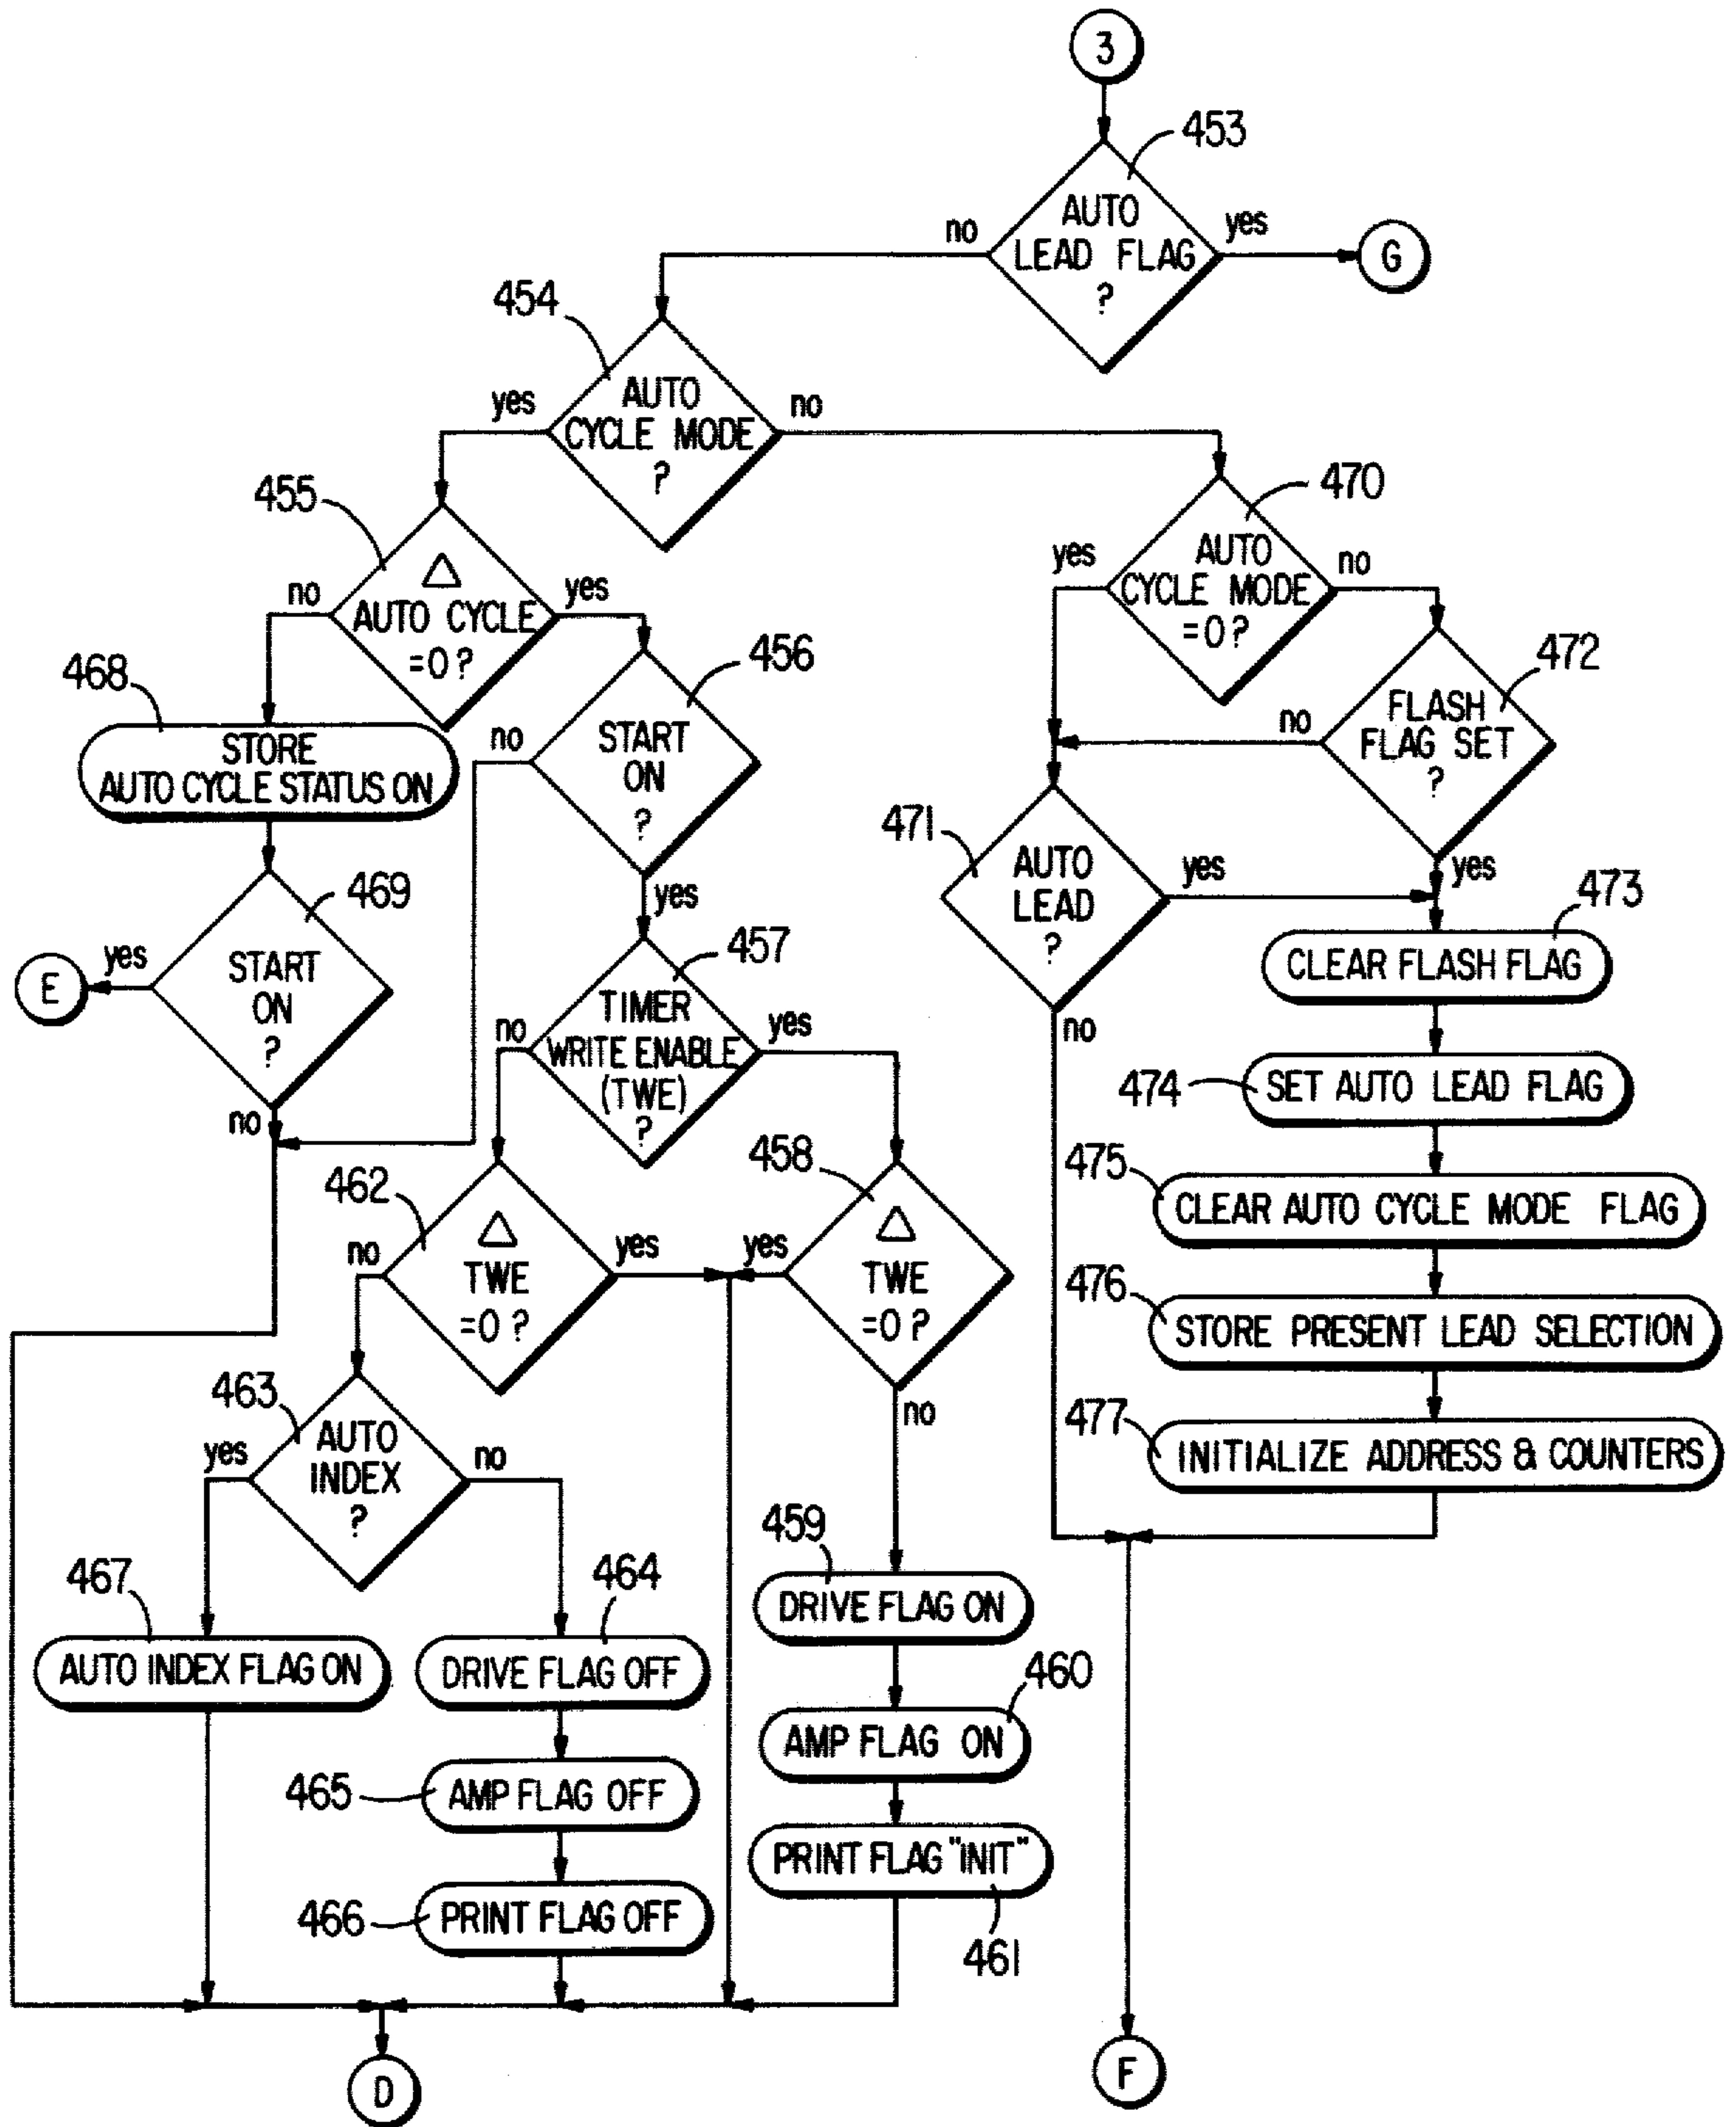 3
453
AUTO
LEAD FLAG
?
no
yes
G
454
AUTO
CYCLE MODE
?
yes
no
455
△
AUTO CYCLE
=0?
no
yes
470
AUTO
CYCLE MODE
=0?
yes
no
468
STORE
AUTO CYCLE STATUS ON
456
START
ON
?
no
yes
472
FLASH
FLAG SET
?
no
yes
471
AUTO
LEAD
?
yes
no
469
START
ON
?
yes
no
E
457
TIMER
WRITE ENABLE
(TWE)
?
no
yes
473
CLEAR FLASH FLAG
474
SET AUTO LEAD FLAG
475
CLEAR AUTO CYCLE MODE FLAG
476
STORE PRESENT LEAD SELECTION
477
INITIALIZE ADDRESS & COUNTERS
462
△
TWE
=0?
no
yes
458
△
TWE
=0?
yes
no
463
AUTO
INDEX
?
yes
no
467
AUTO INDEX FLAG ON
464
DRIVE FLAG OFF
465
AMP FLAG OFF
466
PRINT FLAG OFF
459
DRIVE FLAG ON
460
AMP FLAG ON
PRINT FLAG "INIT"
461
D
F